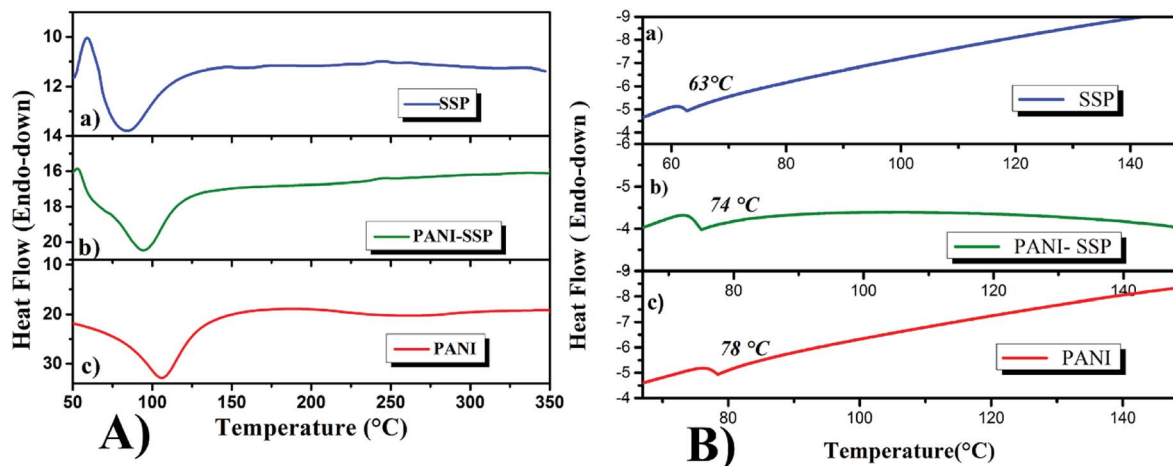 Heat Flow (Endo-down)
10
12
14
a)
SSP
16
18
20
b)
PANI-SSP
10
20
30
c)
PANI
50 100 150 200 250 300 350
Temperature (°C)
A)
Heat Flow ( Endo-down)
-9
-8
-7
-6
-5
-4
a)
63°C
SSP
60 80 100 120 140
-6
-5
-4
b)
74 °C
PANI- SSP
80 100 120 140
-9
-8
-7
-6
-5
-4
c)
78 °C
PANI
80 100 120 140
Temperature(°C)
B)